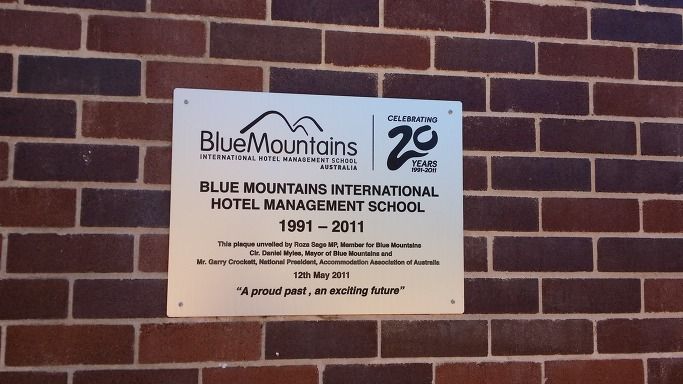 BlueMountains
INTERNATIONAL HOTEL MANAGEMENT SCHOOL
AUSTRALIA
CELEBRATING
20
YEARS
1991-2011
BLUE MOUNTAINS INTERNATIONAL
HOTEL MANAGEMENT SCHOOL
1991 – 2011
This plaque unveiled by Roza Sage MP, Member for Blue Mountains
Clr. Daniel Myles, Mayor of Blue Mountains and
Mr. Garry Crockett, National President, Accommodation Association of Australia
12th May 2011
“A proud past , an exciting future”